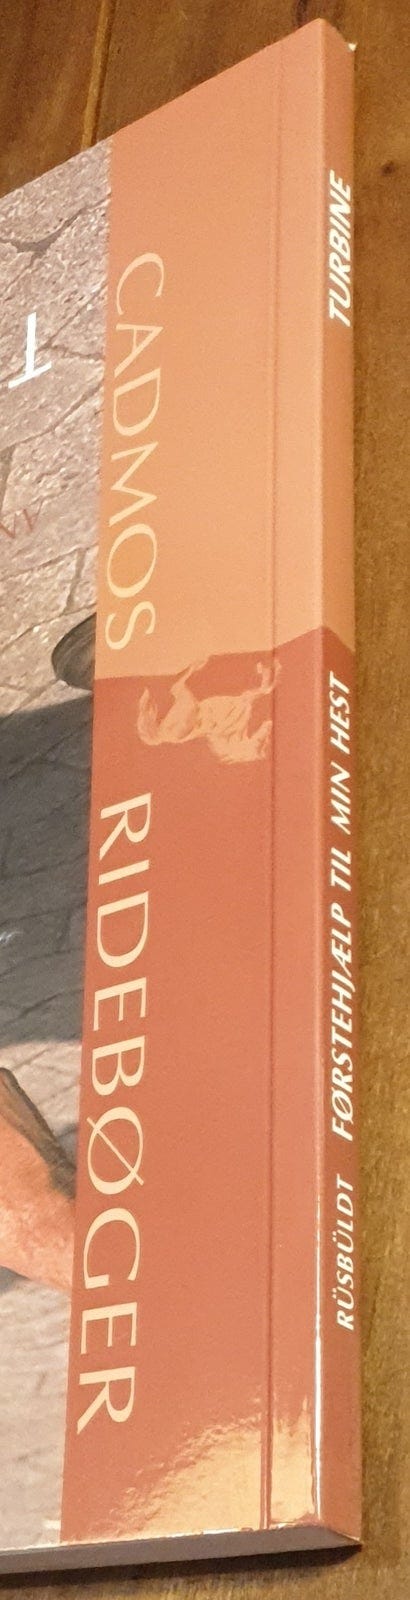 CADMOS RIDEBØGER
RÜSBÜLDT FØRSTEHJÆLP TIL MIN HEST TURBINE
T